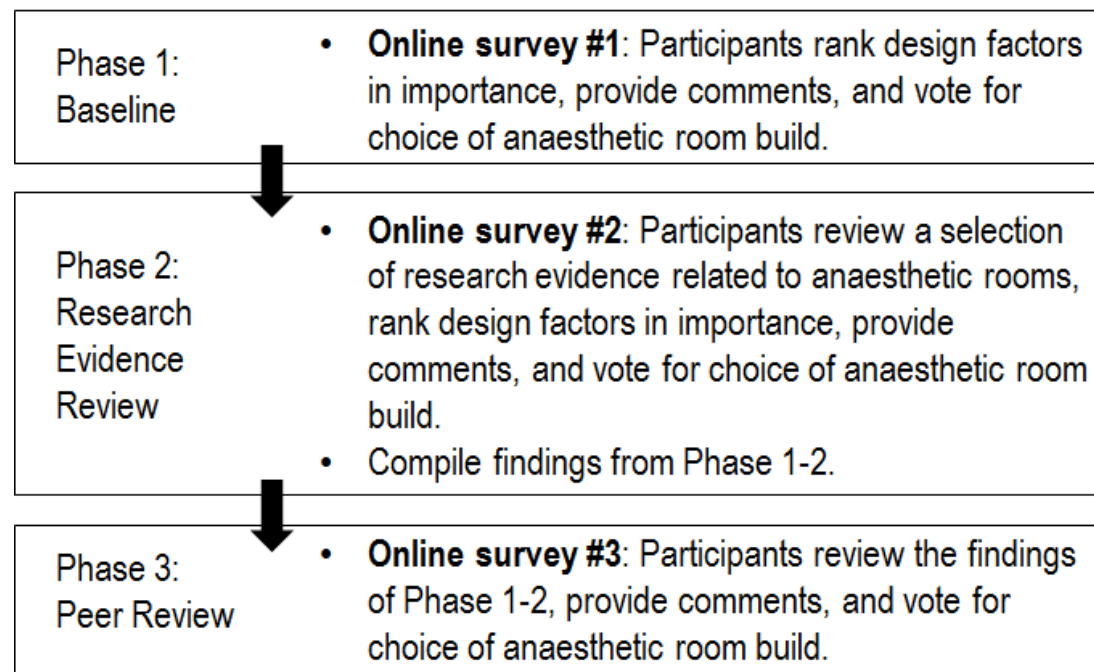 Phase 1:
Baseline
• Online survey #1: Participants rank design factors
in importance, provide comments, and vote for
choice of anaesthetic room build.
Phase 2:
Research
Evidence
Review
• Online survey #2: Participants review a selection
of research evidence related to anaesthetic rooms,
rank design factors in importance, provide
comments, and vote for choice of anaesthetic room
build.
• Compile findings from Phase 1-2.
Phase 3:
Peer Review
• Online survey #3: Participants review the findings
of Phase 1-2, provide comments, and vote for
choice of anaesthetic room build.